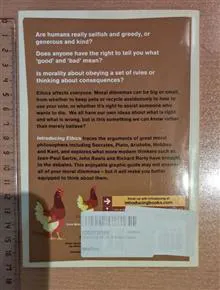 Are humans really selfish and greedy, or
generous and kind?
Does anyone have the right to tell you what
'good' and 'bad' mean?
Is morality about obeying a set of rules or
thinking about consequences?
Ethics affects everyone. Moral dilemmas can be big or small,
from whether to keep pets or recycle assiduously to how to
use your vote, or whether it's right to assist someone who
wants to die. We all have our own ideas about what is right
and what is wrong, but is this something we can know rather
than merely believe?
Introducing Ethics traces the arguments of great moral
philosophers including Socrates, Plato, Aristotle, Hobbes
and Kant, and explores what more modern thinkers such as
Jean-Paul Sartre, John Rawls and Richard Rorty have brought
to the debates. This enjoyable graphic guide may not answer
all of your moral dilemmas – but it will make you better
equipped to think about them.
introducingbooks.com